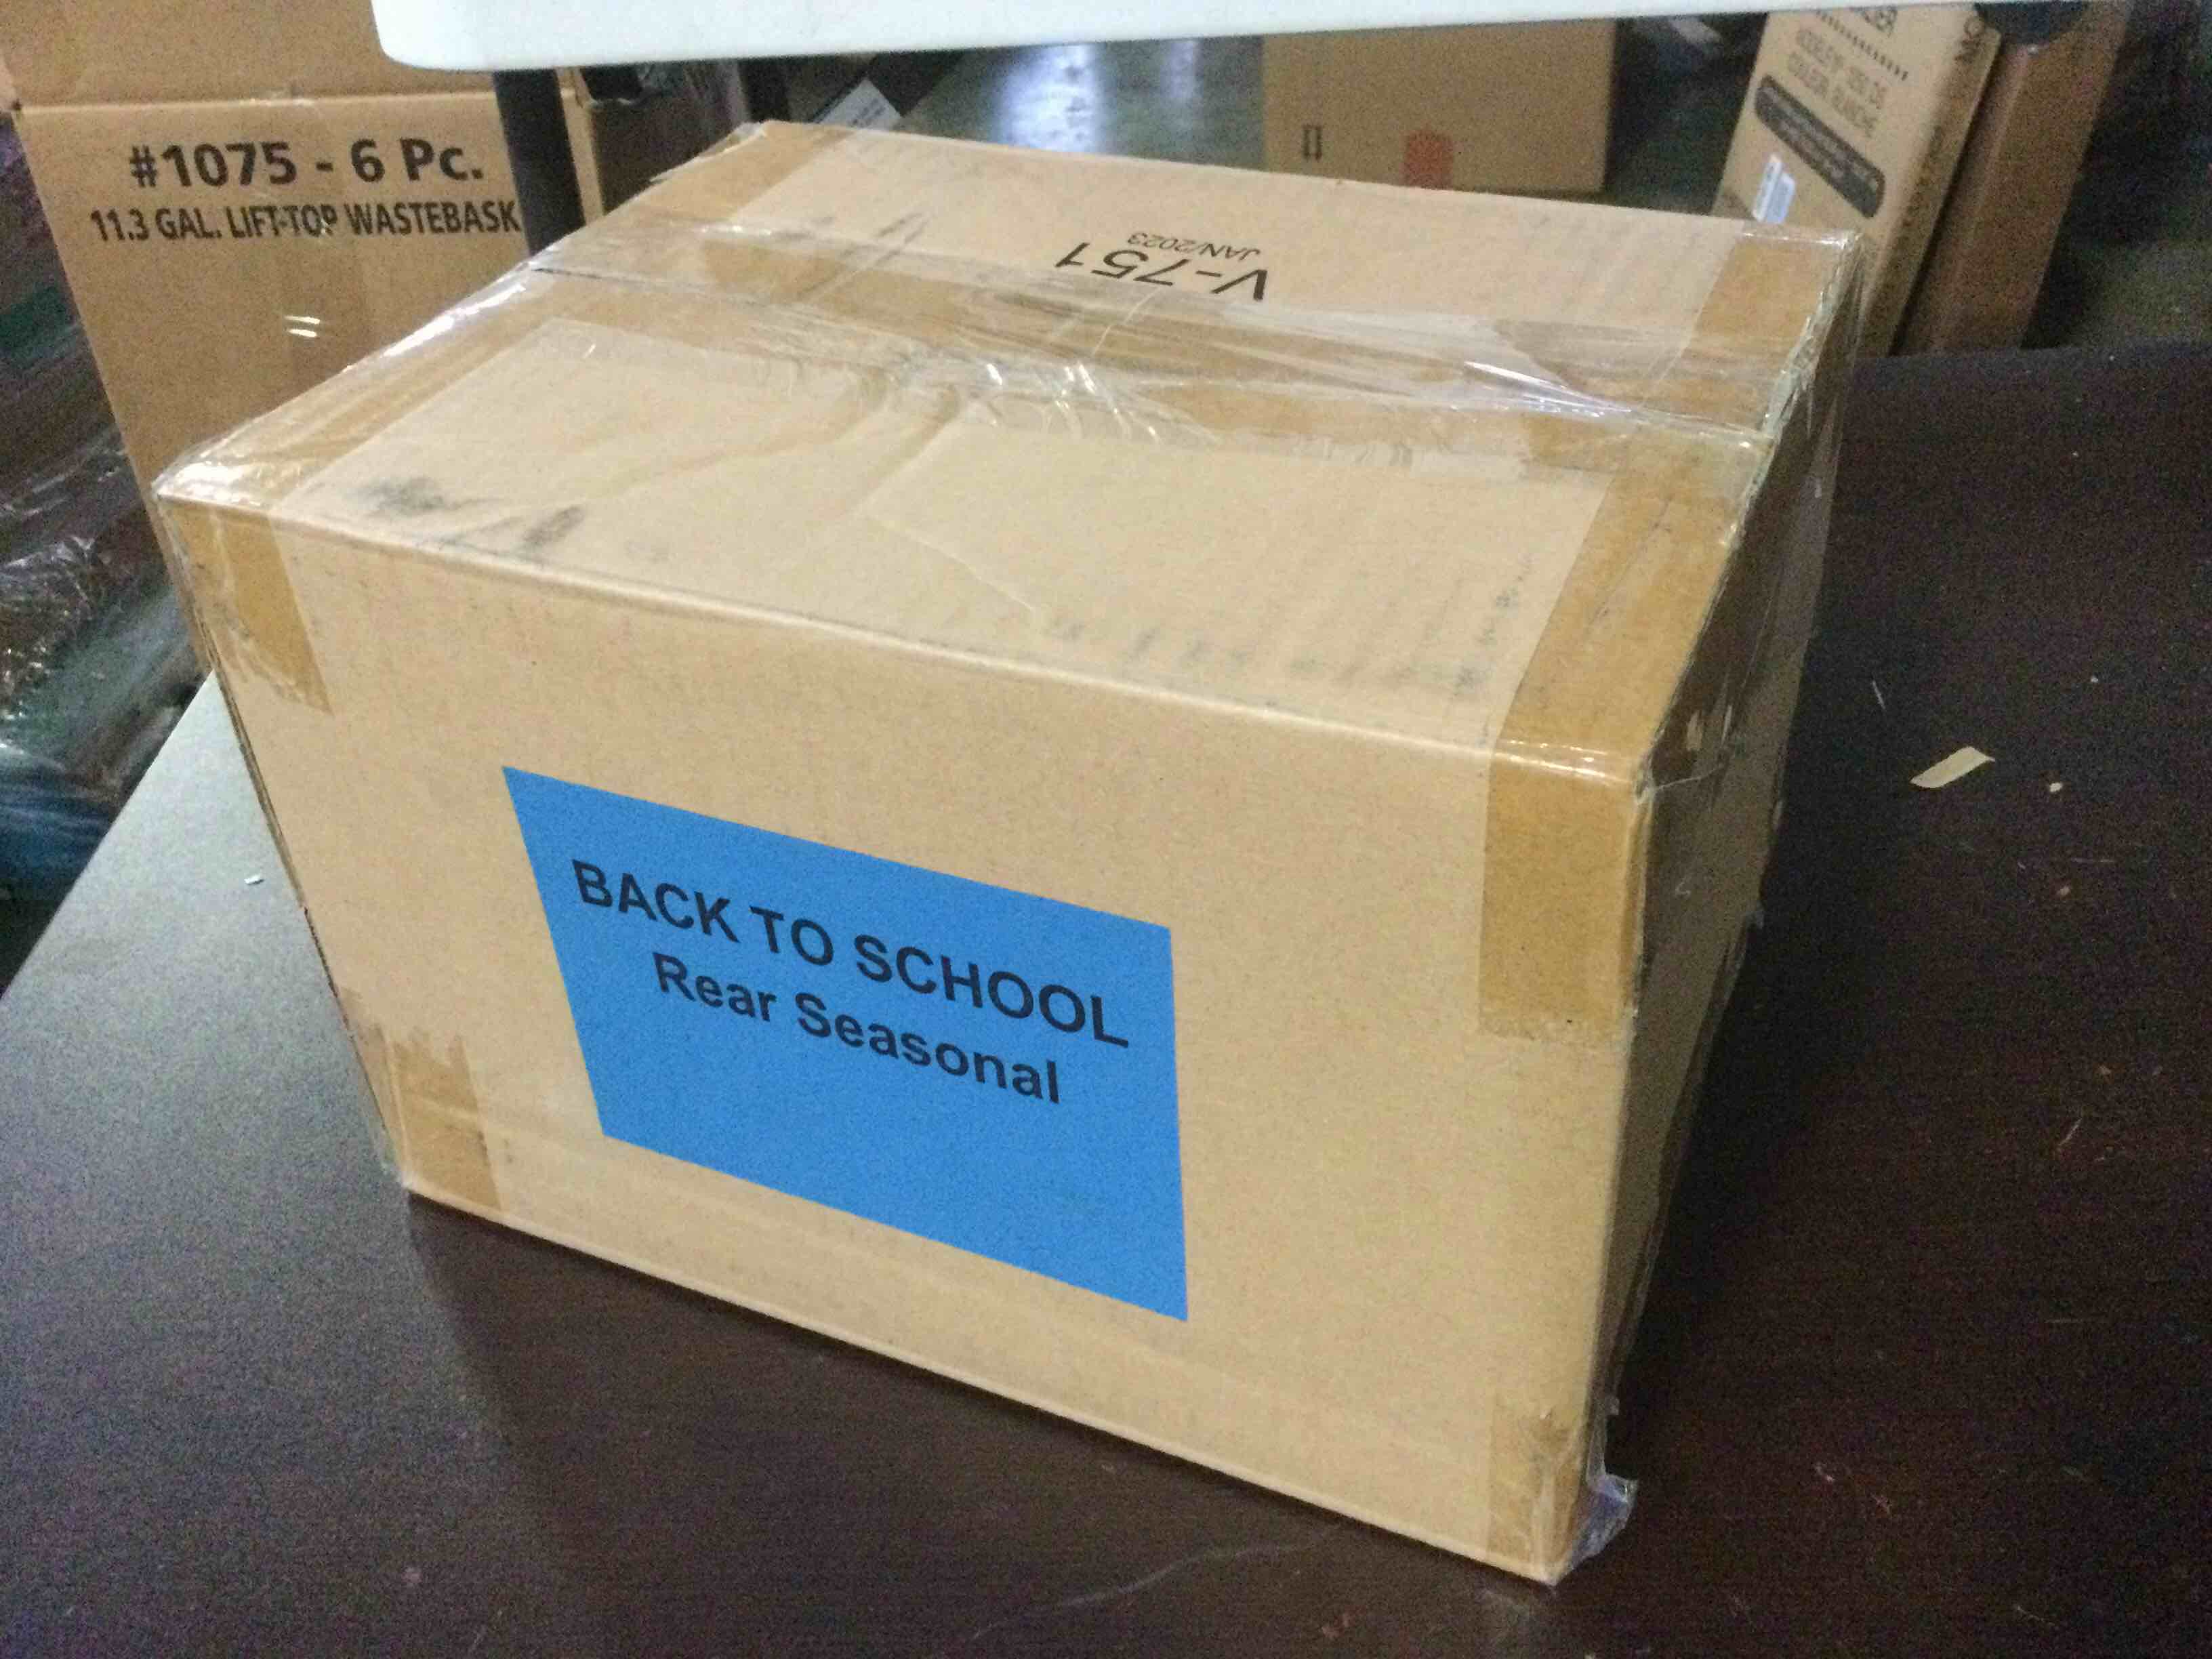 #1075 - 6 Pc.
11.3 GAL. LIFT-TOP WASTEBASK
V-751
JAN/2023
BACK TO SCHOOL
Rear Seasonal